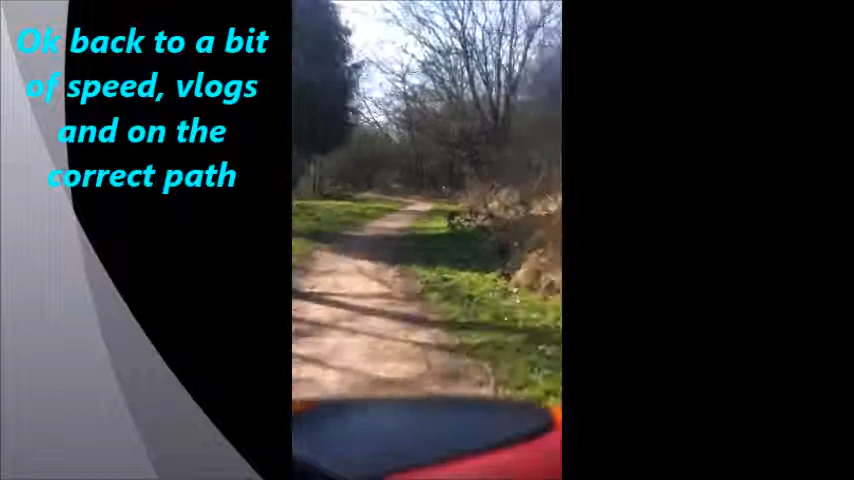 Ok back to a bit
of speed, vlogs
and on the
correct path